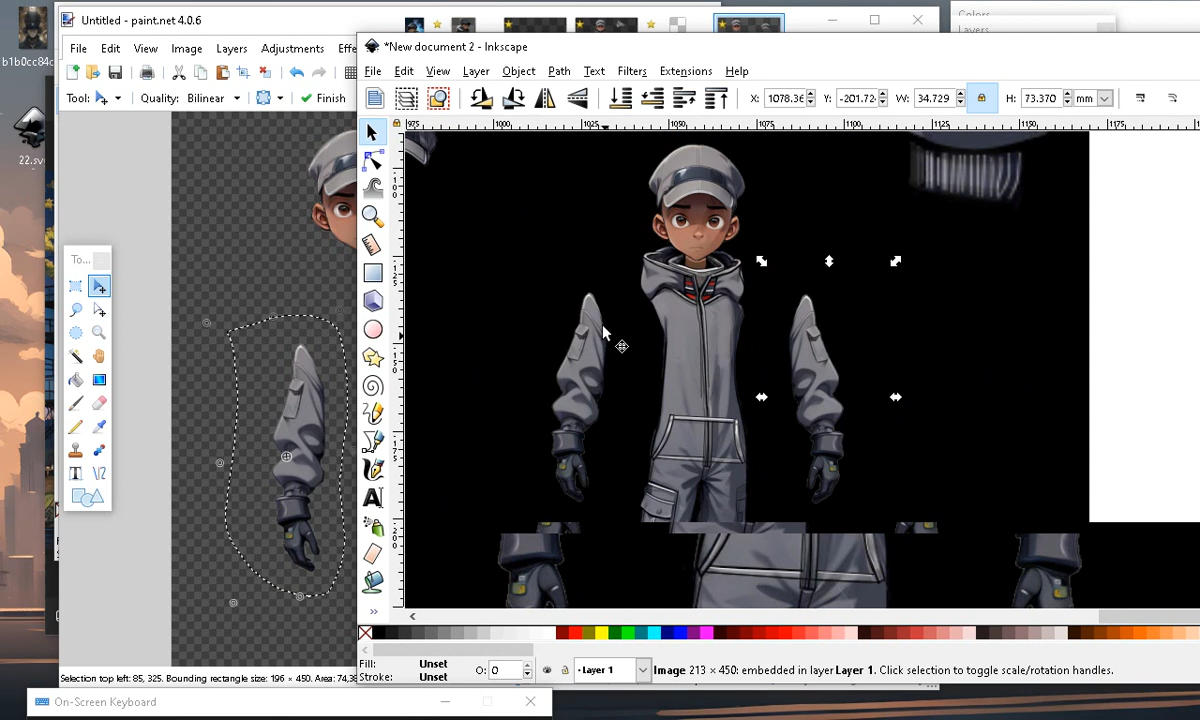 b1b0cc84c
22.sv
Untitled - paint.net 4.0.6
File Edit View Image Layers Adjustments Effe
Tool: Quality: Bilinear Finish
To...
Selection top left: 85, 325. Bounding rectangle size: 196 × 450. Area: 74,3
On-Screen Keyboard
Colors
Layers
*New document 2 - Inkscape
File Edit View Layer Object Path Text Filters Extensions Help
X: 1078.36 Y: -201.72 W: 34.729 H: 73.370 mm
975 1000 1025 1050 1075 1100 1125 1150 1175
Fill: Unset
Stroke: Unset
O: 0
Layer 1
Image 213 × 450: embedded in layer Layer 1. Click selection to toggle scale/rotation handles.